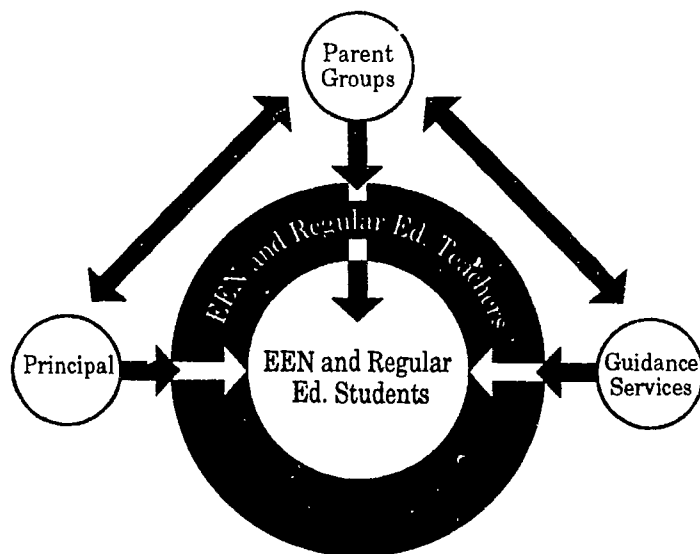 Parent
Groups
EEN and Regular Ed. Teachers
Principal
EEN and Regular
Ed. Students
Guidance
Services